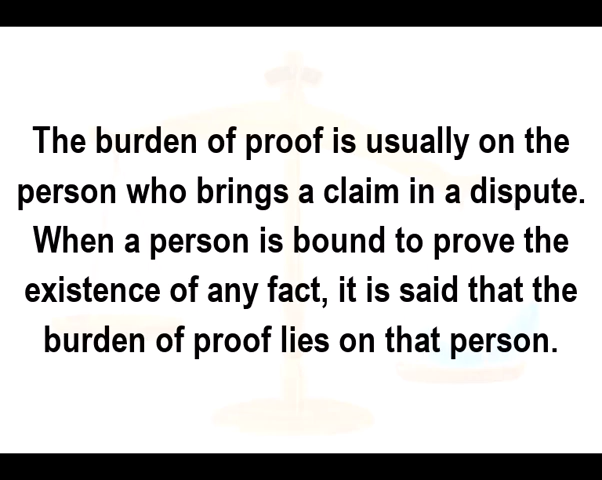 The burden of proof is usually on the
person who brings a claim in a dispute.
When a person is bound to prove the
existence of any fact, it is said that the
burden of proof lies on that person.